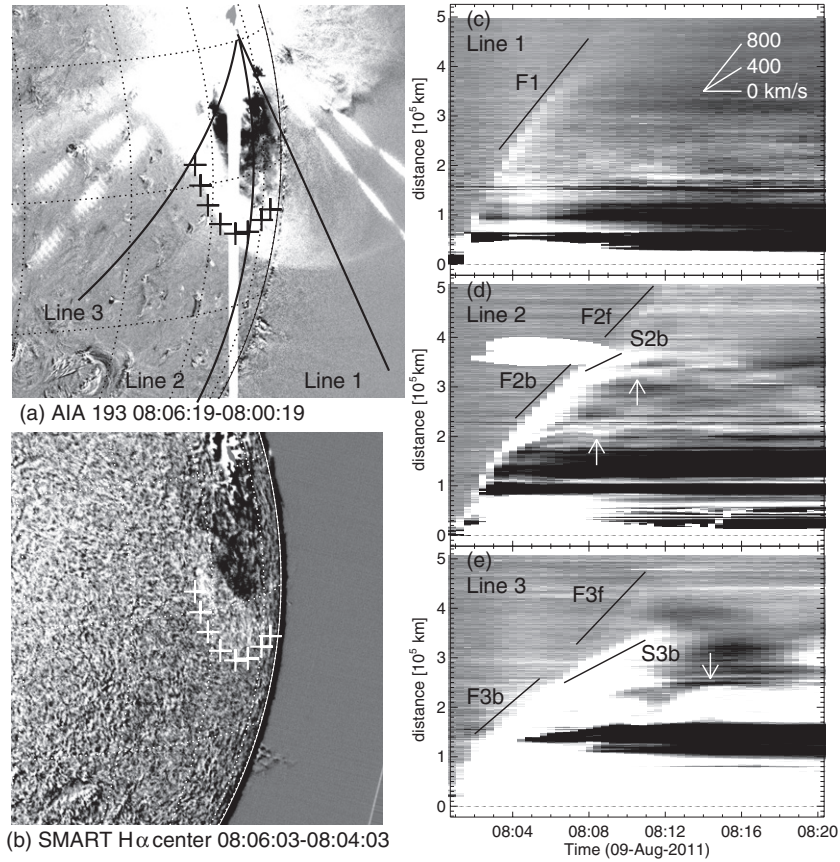 Line 3
Line 2
Line 1
(a) AIA 193 08:06:19-08:00:19
(b) SMART Hα center 08:06:03-08:04:03
(c)
Line 1
F1
800
400
0 km/s
distance [10⁵ km]
5
4
3
2
1
0
(d)
Line 2
F2f
S2b
F2b
distance [10⁵ km]
5
4
3
2
1
0
(e)
Line 3
F3f
S3b
F3b
distance [10⁵ km]
5
4
3
2
1
0
08:04 08:08 08:12 08:16 08:20
Time (09-Aug-2011)